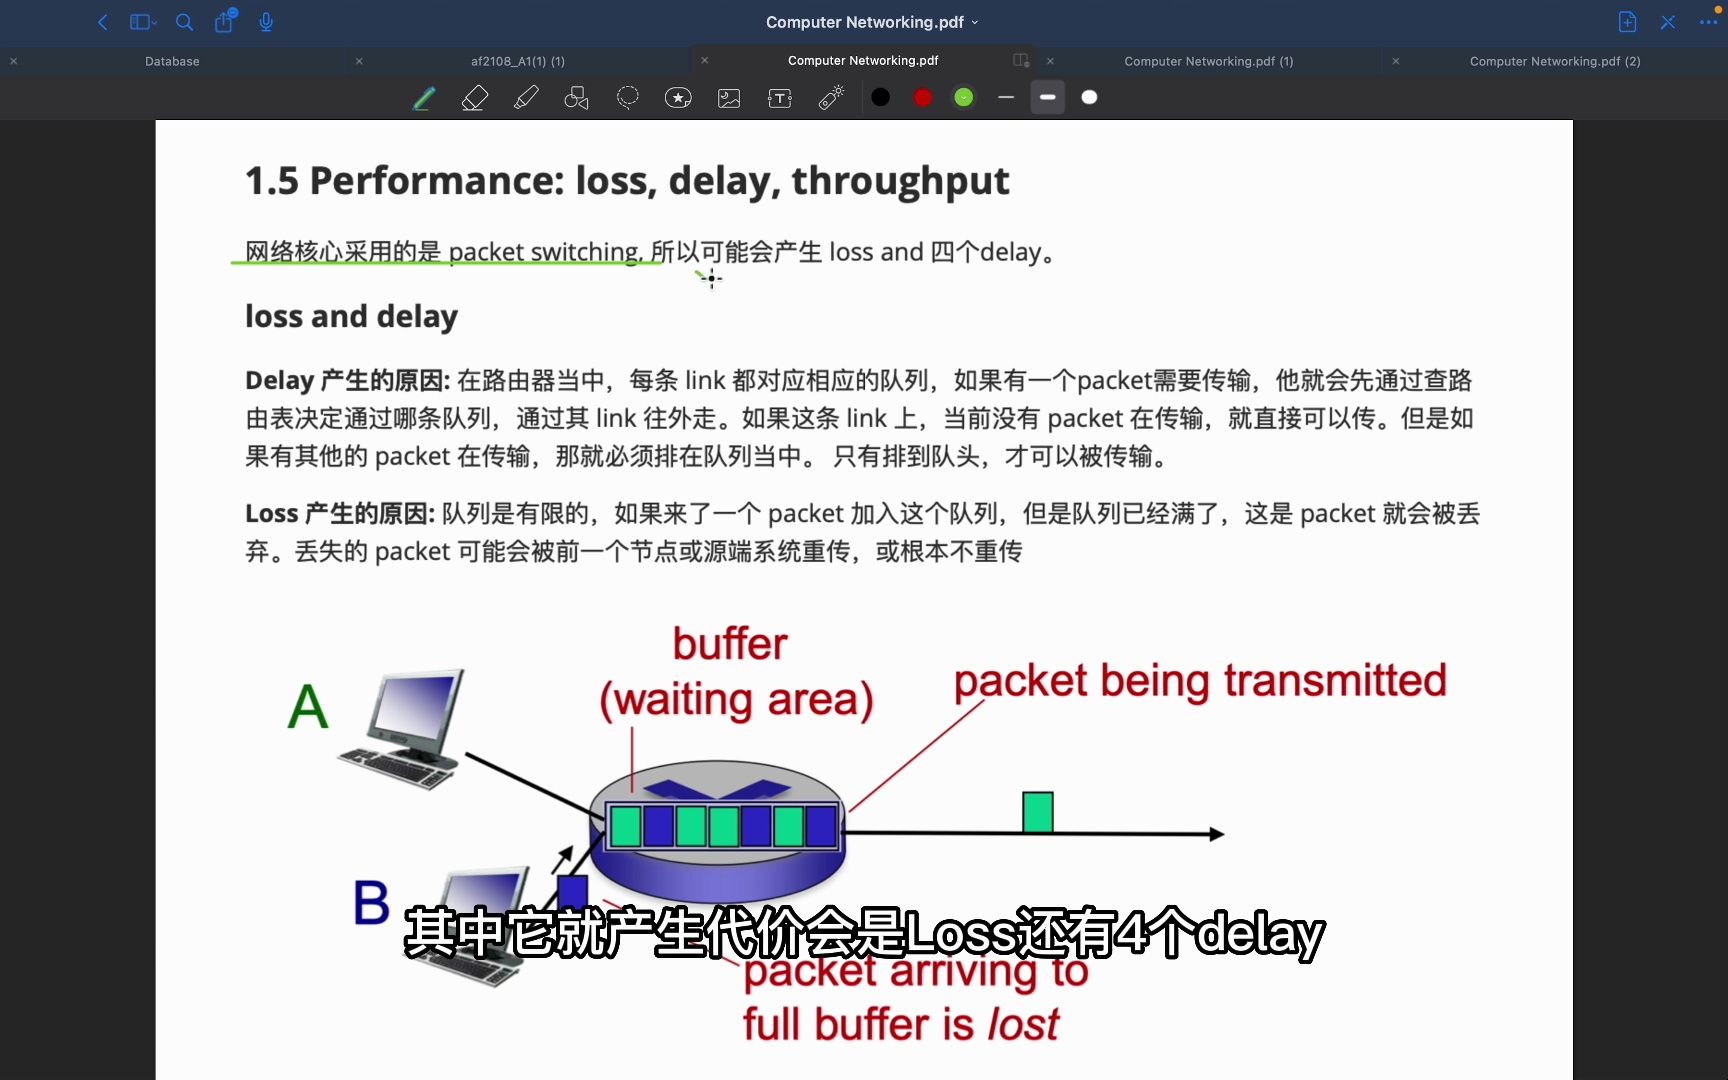 Computer Networking.pdf
Database
af2108_A1(1) (1)
Computer Networking.pdf
Computer Networking.pdf (1)
Computer Networking.pdf (2)
1.5 Performance: loss, delay, throughput
网络核心采用的是 packet switching, 所以可能会产生 loss and 四个delay。
loss and delay
Delay 产生的原因: 在路由器当中，每条 link 都对应相应的队列，如果有一个packet需要传输，他就会先通过查路
由表决定通过哪条队列，通过其 link 往外走。如果这条 link 上，当前没有 packet 在传输，就直接可以传。但是如
果有其他的 packet 在传输，那就必须排在队列当中。 只有排到队头，才可以被传输。
Loss 产生的原因: 队列是有限的，如果来了一个 packet 加入这个队列，但是队列已经满了，这是 packet 就会被丢
弃。丢失的 packet 可能会被前一个节点或源端系统重传，或根本不重传
buffer
(waiting area)
packet being transmitted
A
B
其中它就产生代价会是Loss还有4个delay
packet arriving to
full buffer is lost